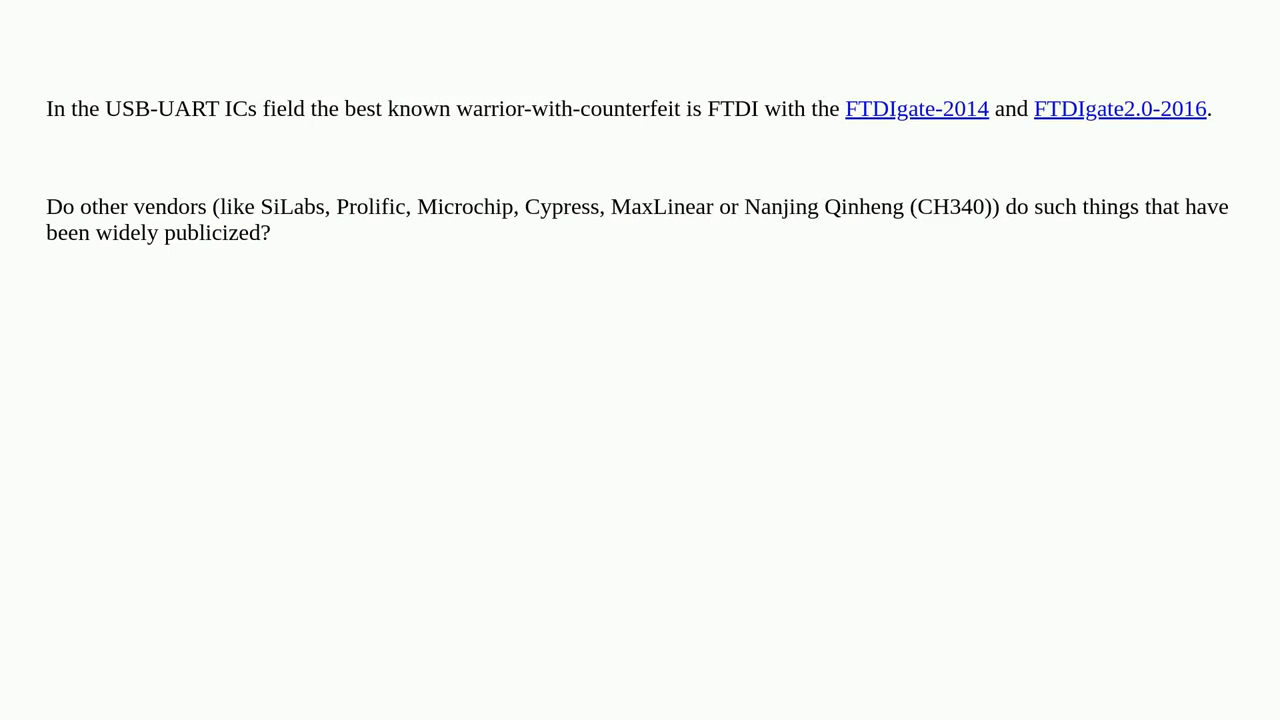 In the USB-UART ICs field the best known warrior-with-counterfeit is FTDI with the FTDIgate-2014 and FTDIgate2.0-2016.
Do other vendors (like SiLabs, Prolific, Microchip, Cypress, MaxLinear or Nanjing Qinheng (CH340)) do such things that have
been widely publicized?